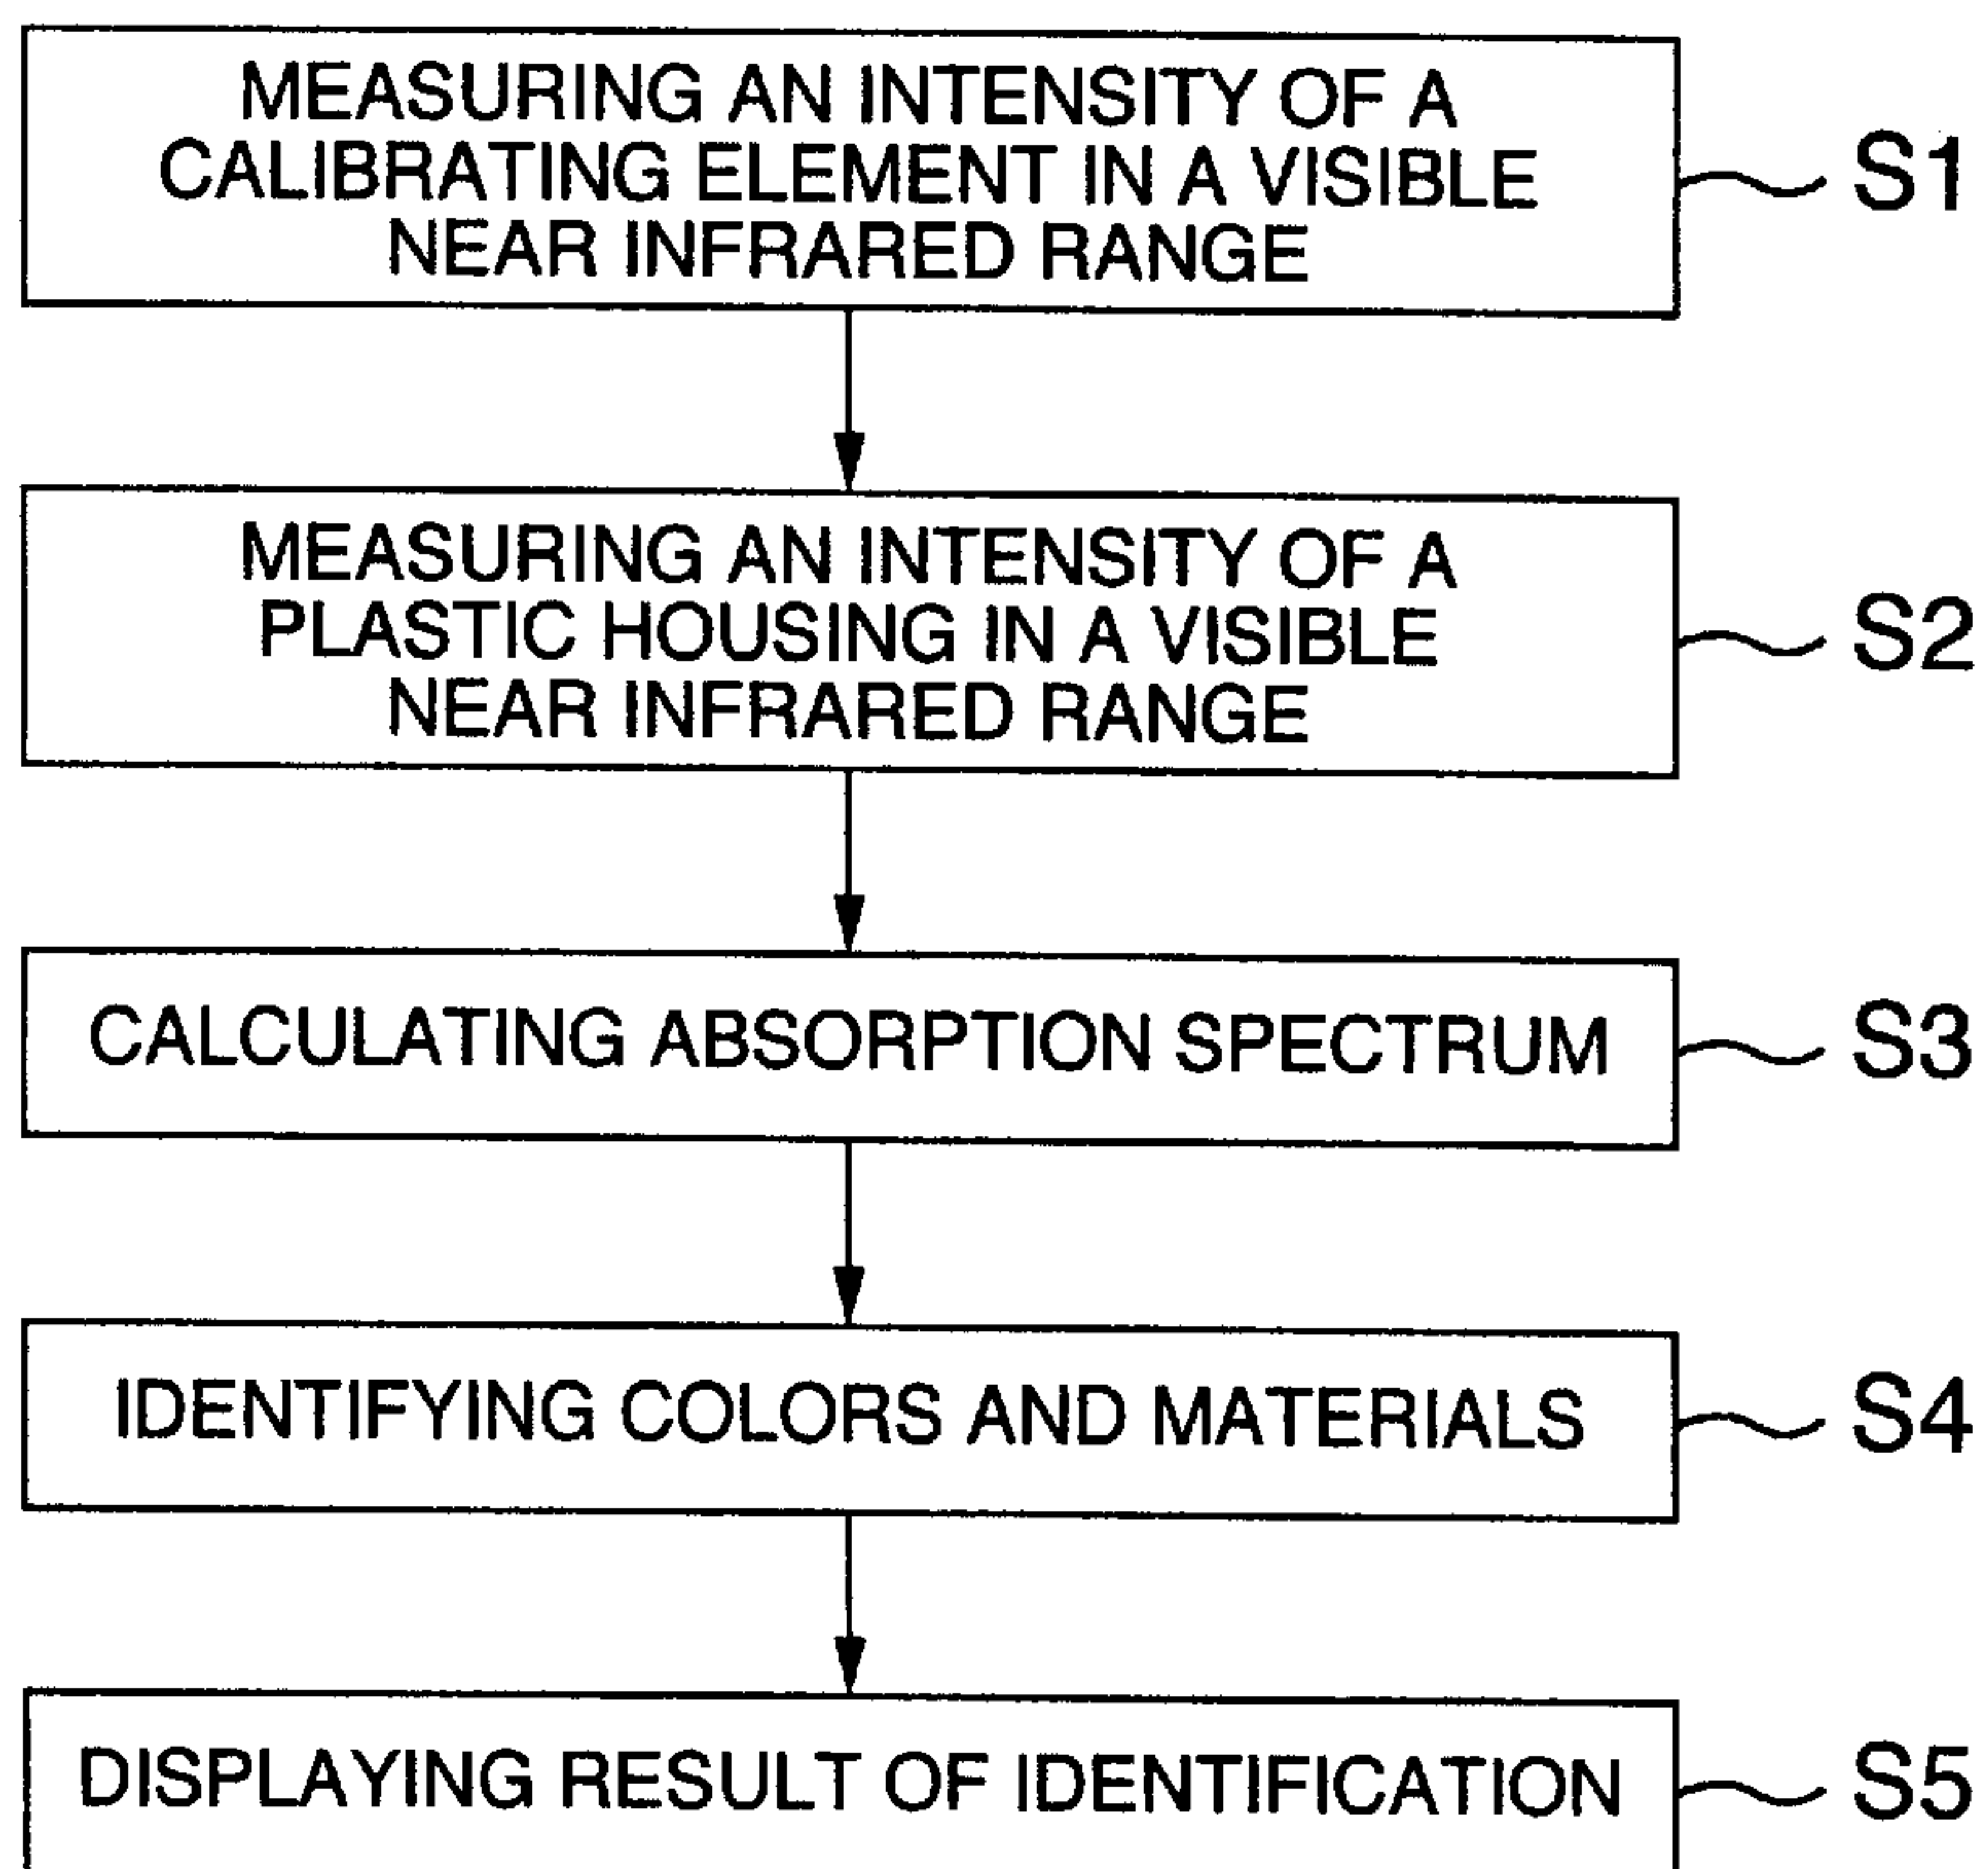 MEASURING AN INTENSITY OF A
CALIBRATING ELEMENT IN A VISIBLE
NEAR INFRARED RANGE
S1
MEASURING AN INTENSITY OF A
PLASTIC HOUSING IN A VISIBLE
NEAR INFRARED RANGE
S2
CALCULATING ABSORPTION SPECTRUM
S3
IDENTIFYING COLORS AND MATERIALS
S4
DISPLAYING RESULT OF IDENTIFICATION
S5